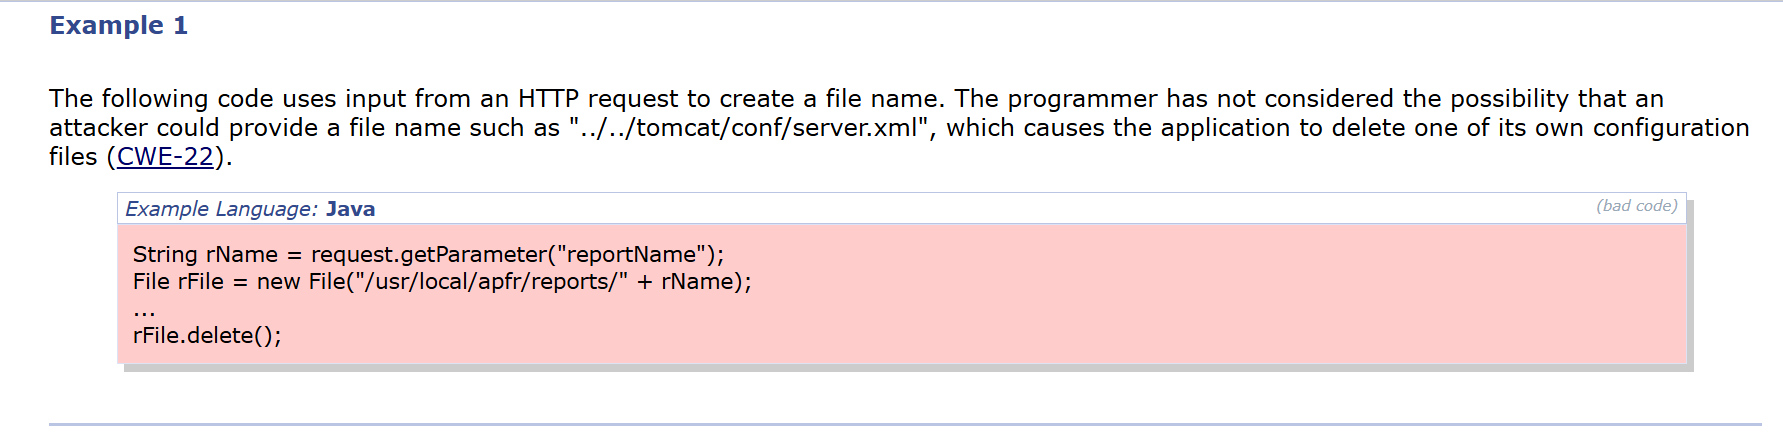 Example 1
The following code uses input from an HTTP request to create a file name. The programmer has not considered the possibility that an
attacker could provide a file name such as "../../tomcat/conf/server.xml", which causes the application to delete one of its own configuration
files (CWE-22).
Example Language: Java (bad code)
String rName = request.getParameter("reportName");
File rFile = new File("/usr/local/apfr/reports/" + rName);
...
rFile.delete();